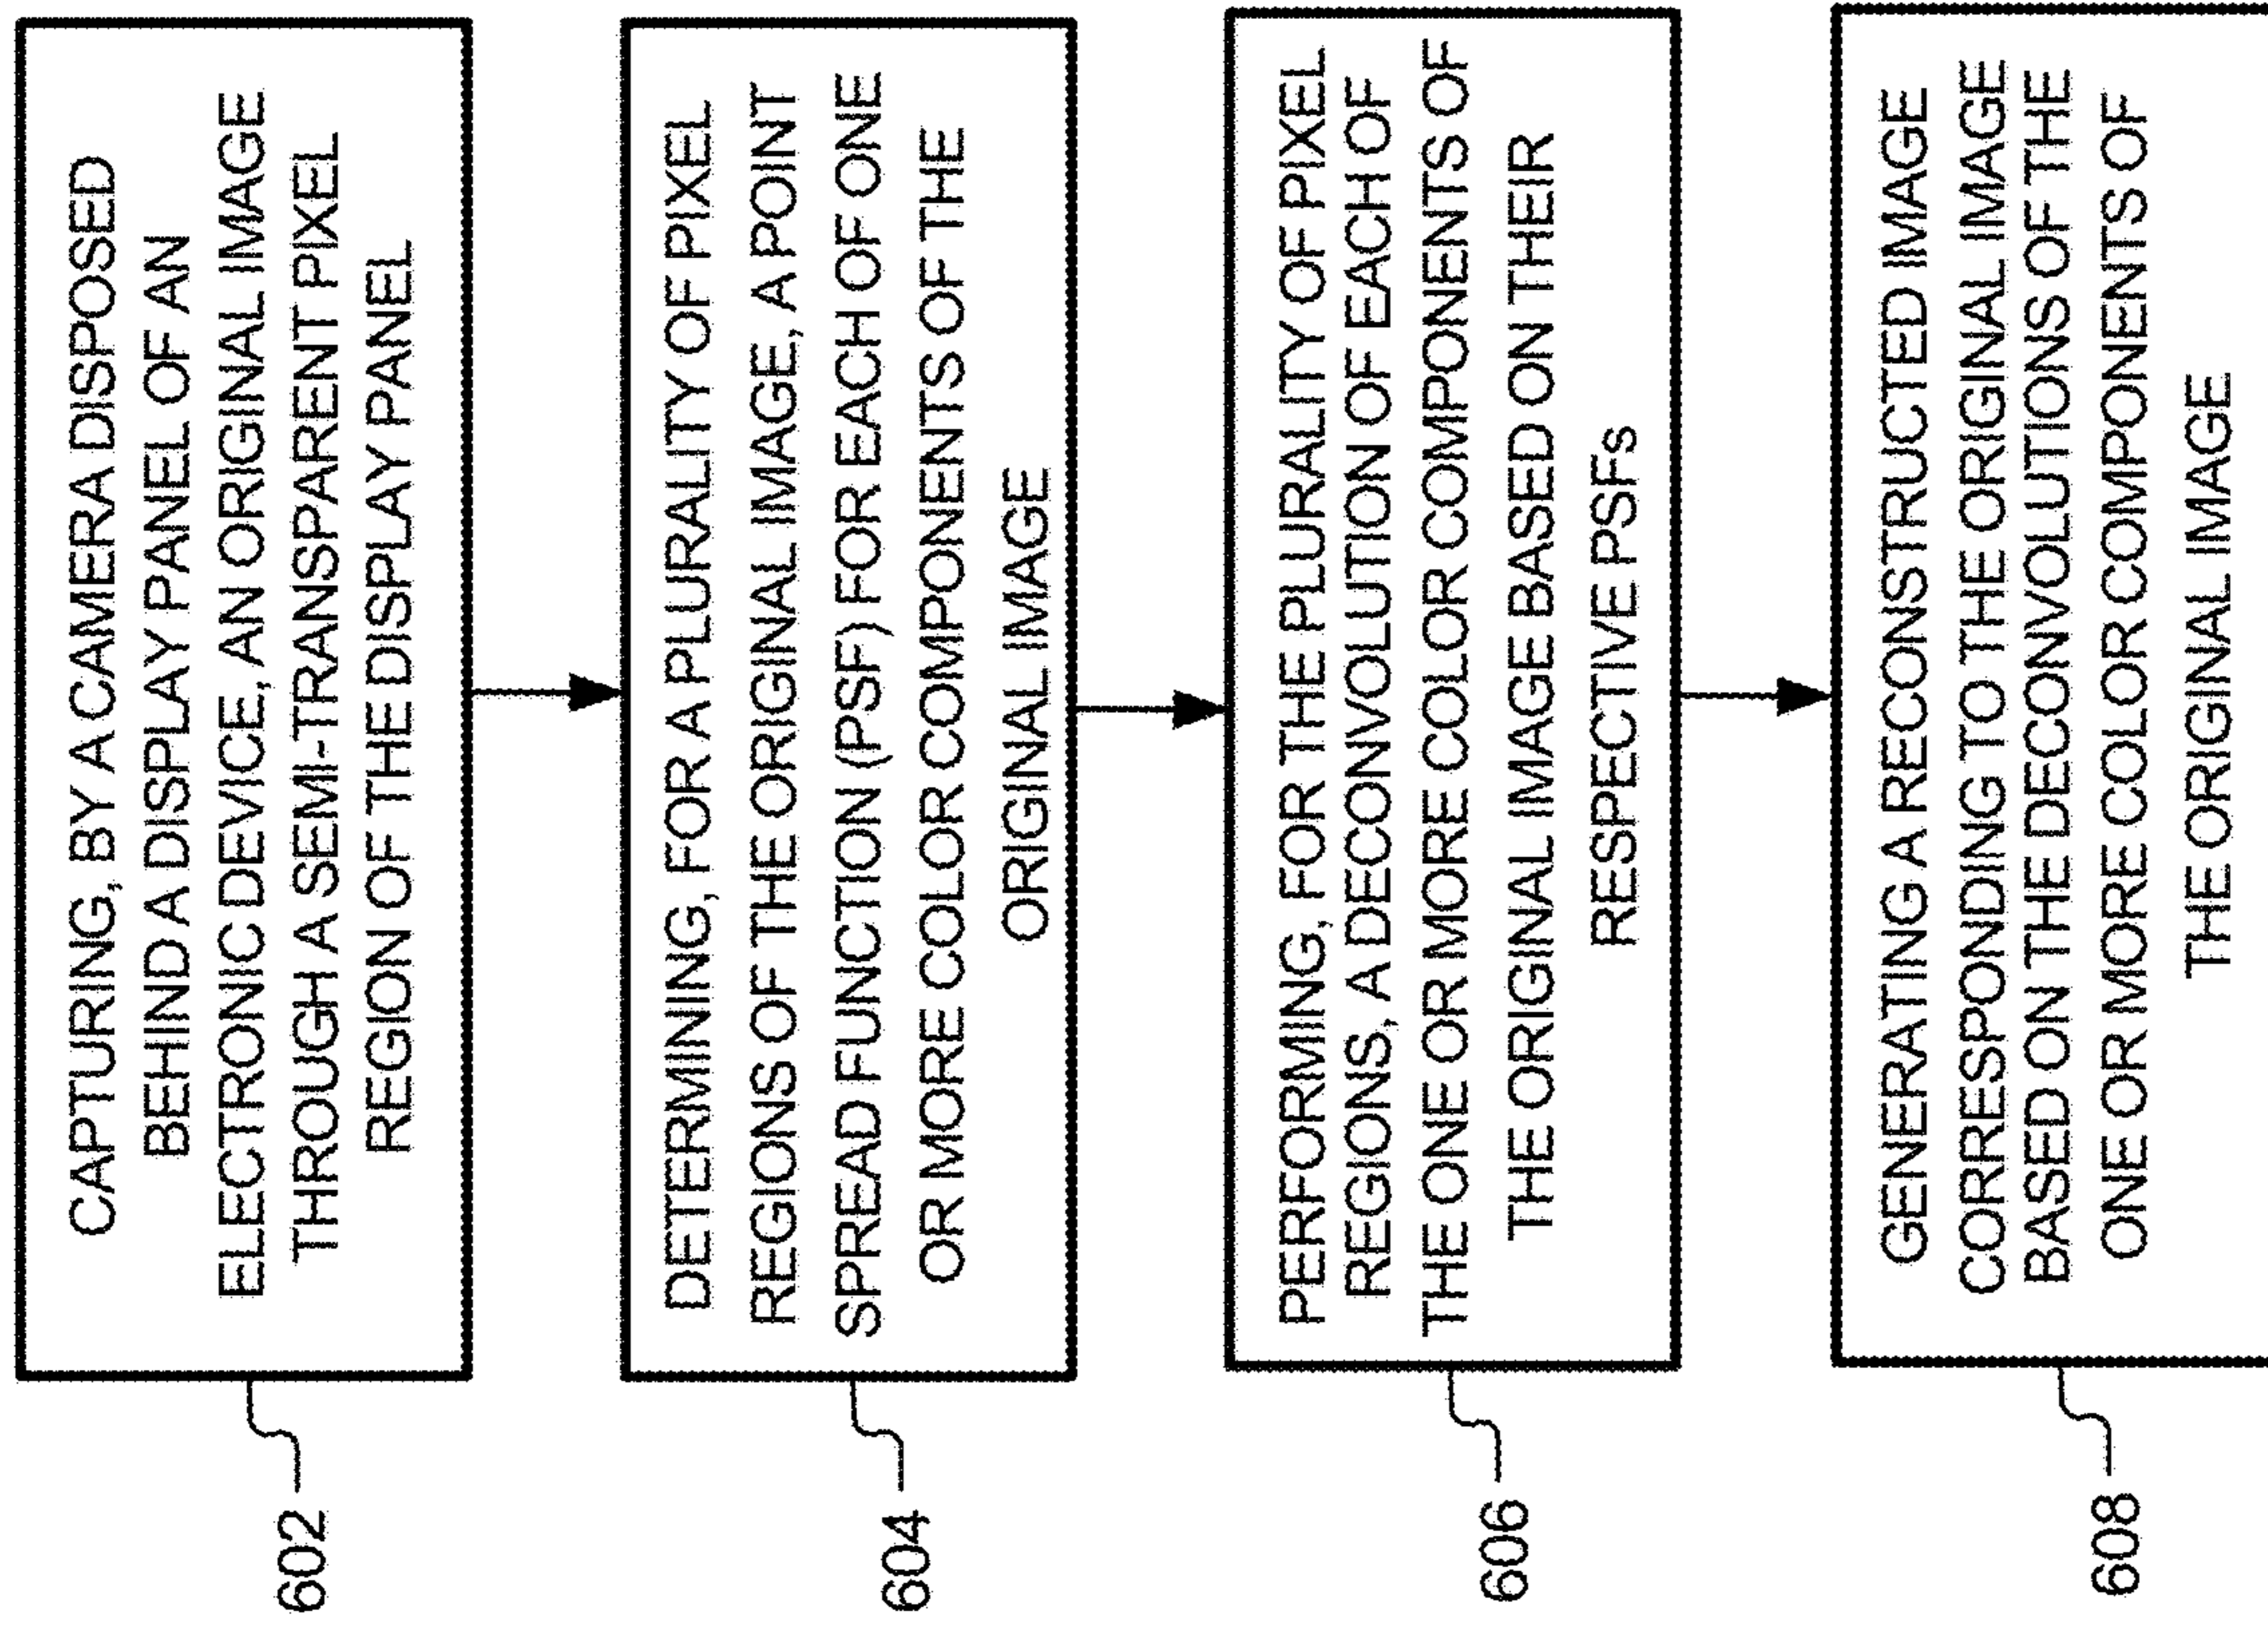 602
CAPTURING, BY A CAMERA DISPOSED
BEHIND A DISPLAY PANEL OF AN
ELECTRONIC DEVICE, AN ORIGINAL IMAGE
THROUGH A SEMI-TRANSPARENT PIXEL
REGION OF THE DISPLAY PANEL
604
DETERMINING, FOR A PLURALITY OF PIXEL
REGIONS OF THE ORIGINAL IMAGE, A POINT
SPREAD FUNCTION (PSF) FOR EACH OF ONE
OR MORE COLOR COMPONENTS OF THE
ORIGINAL IMAGE
606
PERFORMING, FOR THE PLURALITY OF PIXEL
REGIONS, A DECONVOLUTION OF EACH OF
THE ONE OR MORE COLOR COMPONENTS OF
THE ORIGINAL IMAGE BASED ON THEIR
RESPECTIVE PSFs
608
GENERATING A RECONSTRUCTED IMAGE
CORRESPONDING TO THE ORIGINAL IMAGE
BASED ON THE DECONVOLUTIONS OF THE
ONE OR MORE COLOR COMPONENTS OF
THE ORIGINAL IMAGE